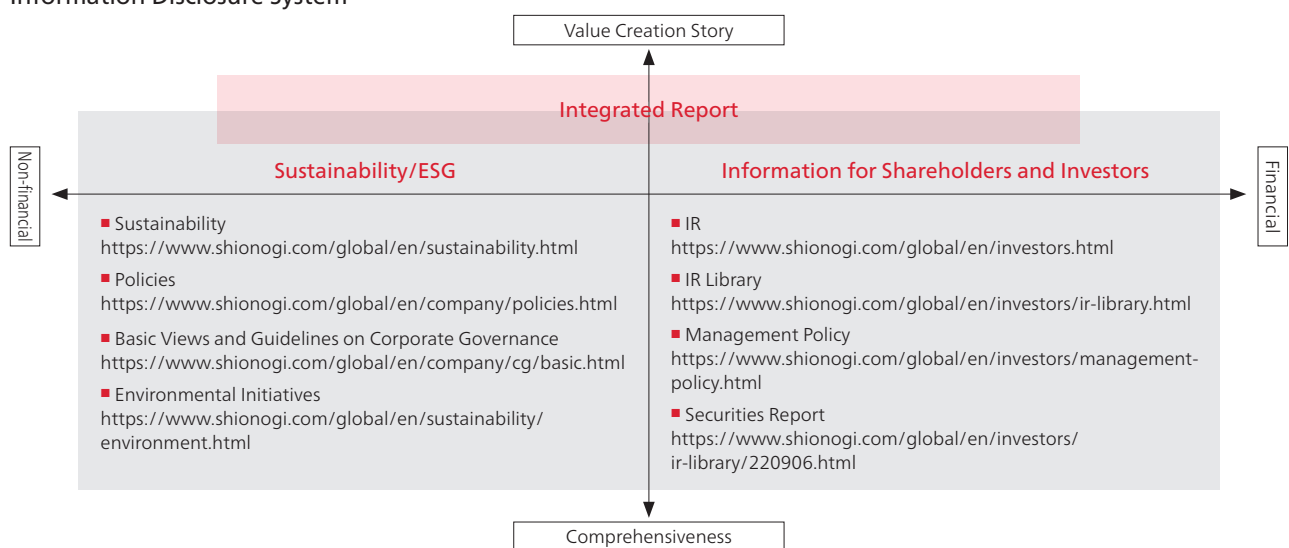 Information Disclosure System
Value Creation Story
Integrated Report
Non-financial
Financial
Sustainability/ESG
■ Sustainability
https://www.shionogi.com/global/en/sustainability.html
■ Policies
https://www.shionogi.com/global/en/company/policies.html
■ Basic Views and Guidelines on Corporate Governance
https://www.shionogi.com/global/en/company/cg/basic.html
■ Environmental Initiatives
https://www.shionogi.com/global/en/sustainability/
environment.html
Information for Shareholders and Investors
■ IR
https://www.shionogi.com/global/en/investors.html
■ IR Library
https://www.shionogi.com/global/en/investors/ir-library.html
■ Management Policy
https://www.shionogi.com/global/en/investors/management-
policy.html
■ Securities Report
https://www.shionogi.com/global/en/investors/
ir-library/220906.html
Comprehensiveness